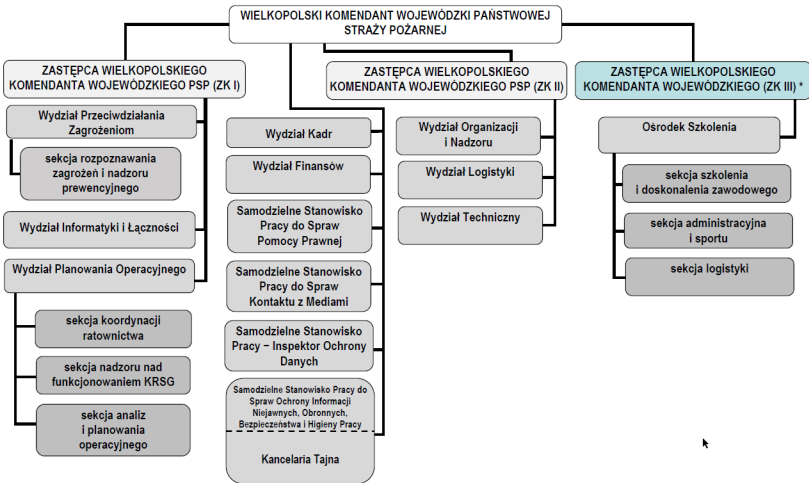 WIELKOPOLSKI KOMENDANT WOJEWÓDZKI PAŃSTWOWEJ
STRAŻY POŻARNEJ
ZASTĘPCA WIELKOPOLSKIEGO
KOMENDANTA WOJEWÓDZKIEGO PSP (ZK I)
Wydział Przeciwdziałania
Zagrożeniom
sekcja rozpoznawania
zagrożeń i nadzoru
prewencyjnego
Wydział Informatyki i Łączności
Wydział Planowania Operacyjnego
sekcja koordynacji
ratownictwa
sekcja nadzoru nad
funkcjonowaniem KRSG
sekcja analiz
i planowania
operacyjnego
Wydział Kadr
Wydział Finansów
Samodzielne Stanowisko
Pracy do Spraw
Pomocy Prawnej
Samodzielne Stanowisko
Pracy do Spraw
Kontaktu z Mediami
Samodzielne Stanowisko
Pracy – Inspektor Ochrony
Danych
Samodzielne Stanowisko Pracy do
Spraw Ochrony Informacji
Niejawnych, Obronnych,
Bezpieczeństwa i Higieny Pracy
Kancelaria Tajna
ZASTĘPCA WIELKOPOLSKIEGO
KOMENDANTA WOJEWÓDZKIEGO PSP (ZK II)
Wydział Organizacji
i Nadzoru
Wydział Logistyki
Wydział Techniczny
ZASTĘPCA WIELKOPOLSKIEGO
KOMENDANTA WOJEWÓDZKIEGO (ZK III) *
Ośrodek Szkolenia
sekcja szkolenia
i doskonalenia zawodowego
sekcja administracyjna
i sportu
sekcja logistyki